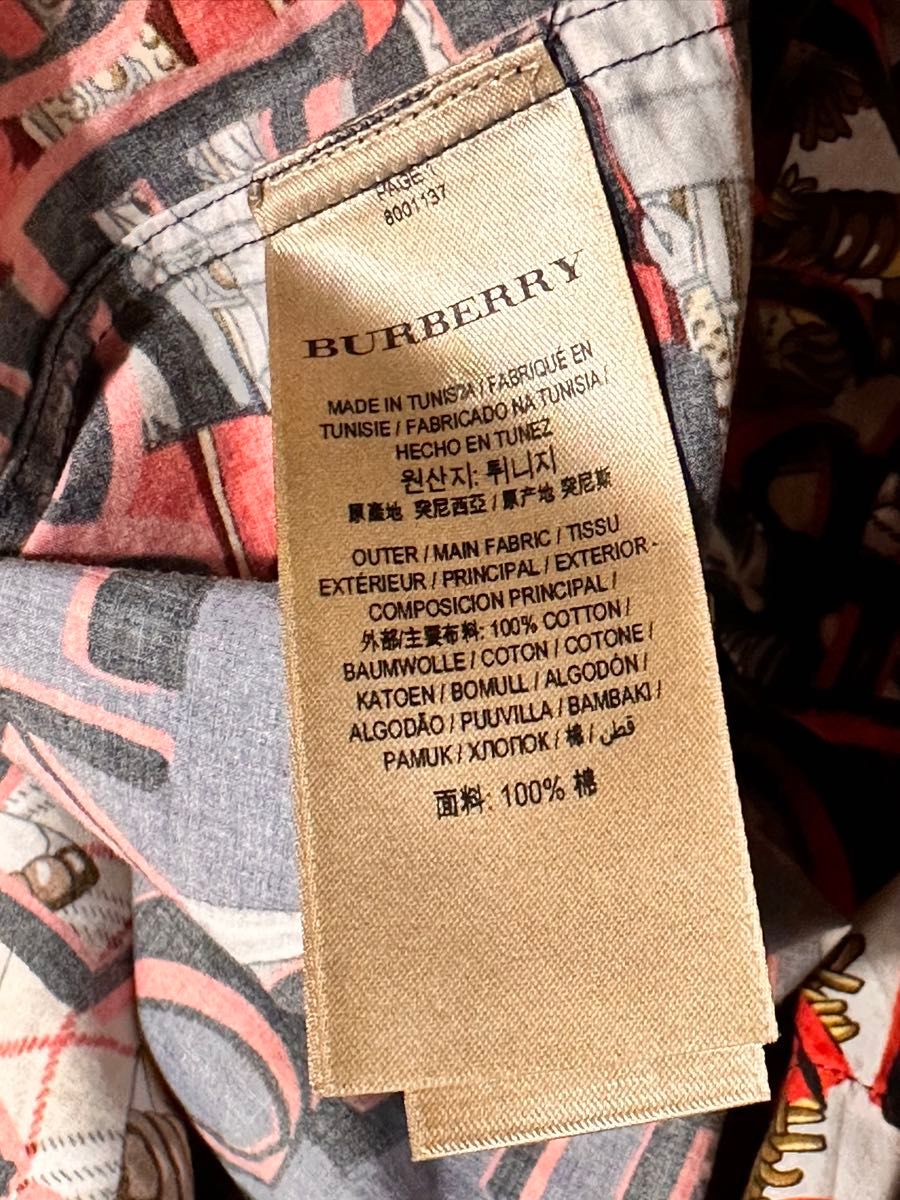 PAGE 1
8001137
BURBERRY
MADE IN TUNISIA / FABRIQUÉ EN
TUNISIE / FABRICADO NA TUNISIA /
HECHO EN TUNEZ
원산지: 튀니지
原產地 突尼西亞 / 原产地 突尼斯
OUTER / MAIN FABRIC / TISSU
EXTÉRIEUR / PRINCIPAL / EXTERIOR -
COMPOSICION PRINCIPAL /
外部/主要布料: 100% COTTON /
BAUMWOLLE / COTON / COTONE /
KATOEN / BOMULL / ALGODÓN /
ALGODÃO / PUUVILLA / BAMBAKI /
PAMUK / ХЛОПОК / 棉 / قطن
面料: 100% 棉